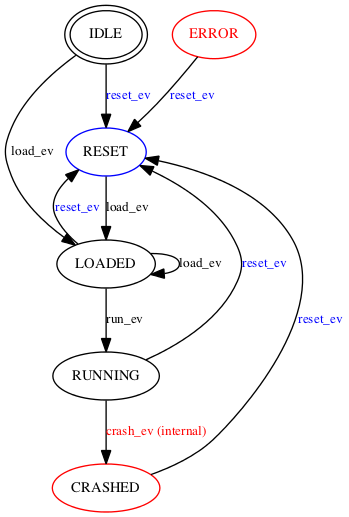 IDLE
ERROR
reset_ev
reset_ev
load_ev
RESET
reset_ev
load_ev
LOADED
load_ev
reset_ev
run_ev
reset_ev
RUNNING
crash_ev (internal)
CRASHED